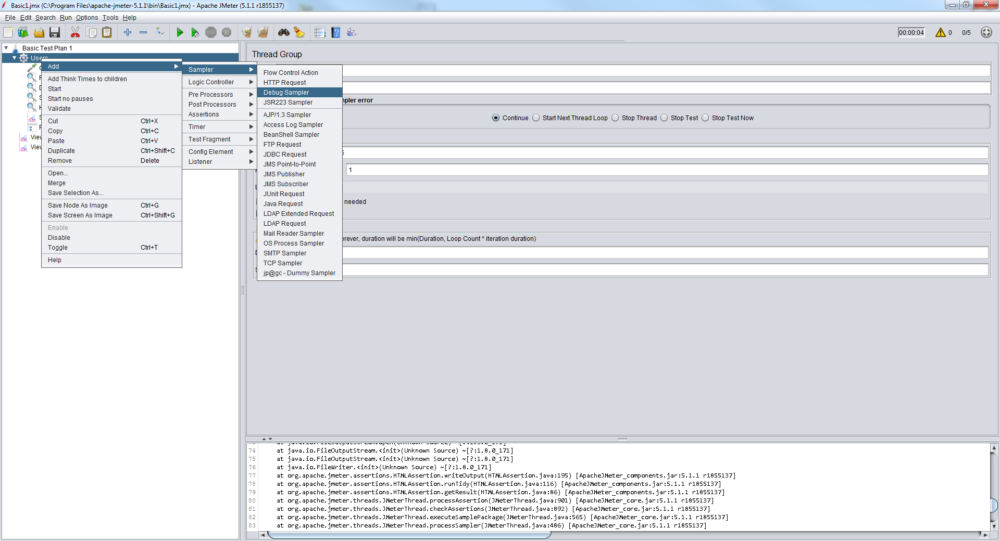 Basic1.jmx (C:\Program Files\apache-jmeter-5.1.1\bin\Basic1.jmx) - Apache JMeter (5.1.1 r1855137)
File Edit Search Run Options Tools Help
00:00:04 0 0/5
Basic Test Plan 1
Users
Add
Add Think Times to children
Start
Start no pauses
Validate
Cut Ctrl+X
Copy Ctrl+C
Paste Ctrl+V
Duplicate Ctrl+Shift+C
Remove Delete
Open...
Merge
Save Selection As...
Save Node As Image Ctrl+G
Save Screen As Image Ctrl+Shift+G
Enable
Disable
Toggle Ctrl+T
Help
Sampler
Logic Controller
Pre Processors
Post Processors
Assertions
Timer
Test Fragment
Config Element
Listener
Flow Control Action
HTTP Request
Debug Sampler
JSR223 Sampler
AJP/1.3 Sampler
Access Log Sampler
BeanShell Sampler
FTP Request
JDBC Request
JMS Point-to-Point
JMS Publisher
JMS Subscriber
JUnit Request
Java Request
LDAP Extended Request
LDAP Request
Mail Reader Sampler
OS Process Sampler
SMTP Sampler
TCP Sampler
jp@gc - Dummy Sampler
Thread Group
error
Continue Start Next Thread Loop Stop Thread Stop Test Stop Test Now
1
needed
duration will be min(Duration, Loop Count * iteration duration)
74 at java.io.FileOutputStream.<init>(Unknown Source) ~[?:1.8.0_171]
75 at java.io.FileOutputStream.<init>(Unknown Source) ~[?:1.8.0_171]
76 at java.io.FileWriter.<init>(Unknown Source) ~[?:1.8.0_171]
77 at org.apache.jmeter.assertions.HTMLAssertion.writeOutput(HTMLAssertion.java:195) [ApacheJMeter_components.jar:5.1.1 r1855137]
78 at org.apache.jmeter.assertions.HTMLAssertion.runTidy(HTMLAssertion.java:116) [ApacheJMeter_components.jar:5.1.1 r1855137]
79 at org.apache.jmeter.assertions.HTMLAssertion.getResult(HTMLAssertion.java:86) [ApacheJMeter_components.jar:5.1.1 r1855137]
80 at org.apache.jmeter.threads.JMeterThread.processAssertion(JMeterThread.java:901) [ApacheJMeter_core.jar:5.1.1 r1855137]
81 at org.apache.jmeter.threads.JMeterThread.checkAssertions(JMeterThread.java:892) [ApacheJMeter_core.jar:5.1.1 r1855137]
82 at org.apache.jmeter.threads.JMeterThread.executeSamplePackage(JMeterThread.java:565) [ApacheJMeter_core.jar:5.1.1 r1855137]
83 at org.apache.jmeter.threads.JMeterThread.processSampler(JMeterThread.java:486) [ApacheJMeter_core.jar:5.1.1 r1855137]